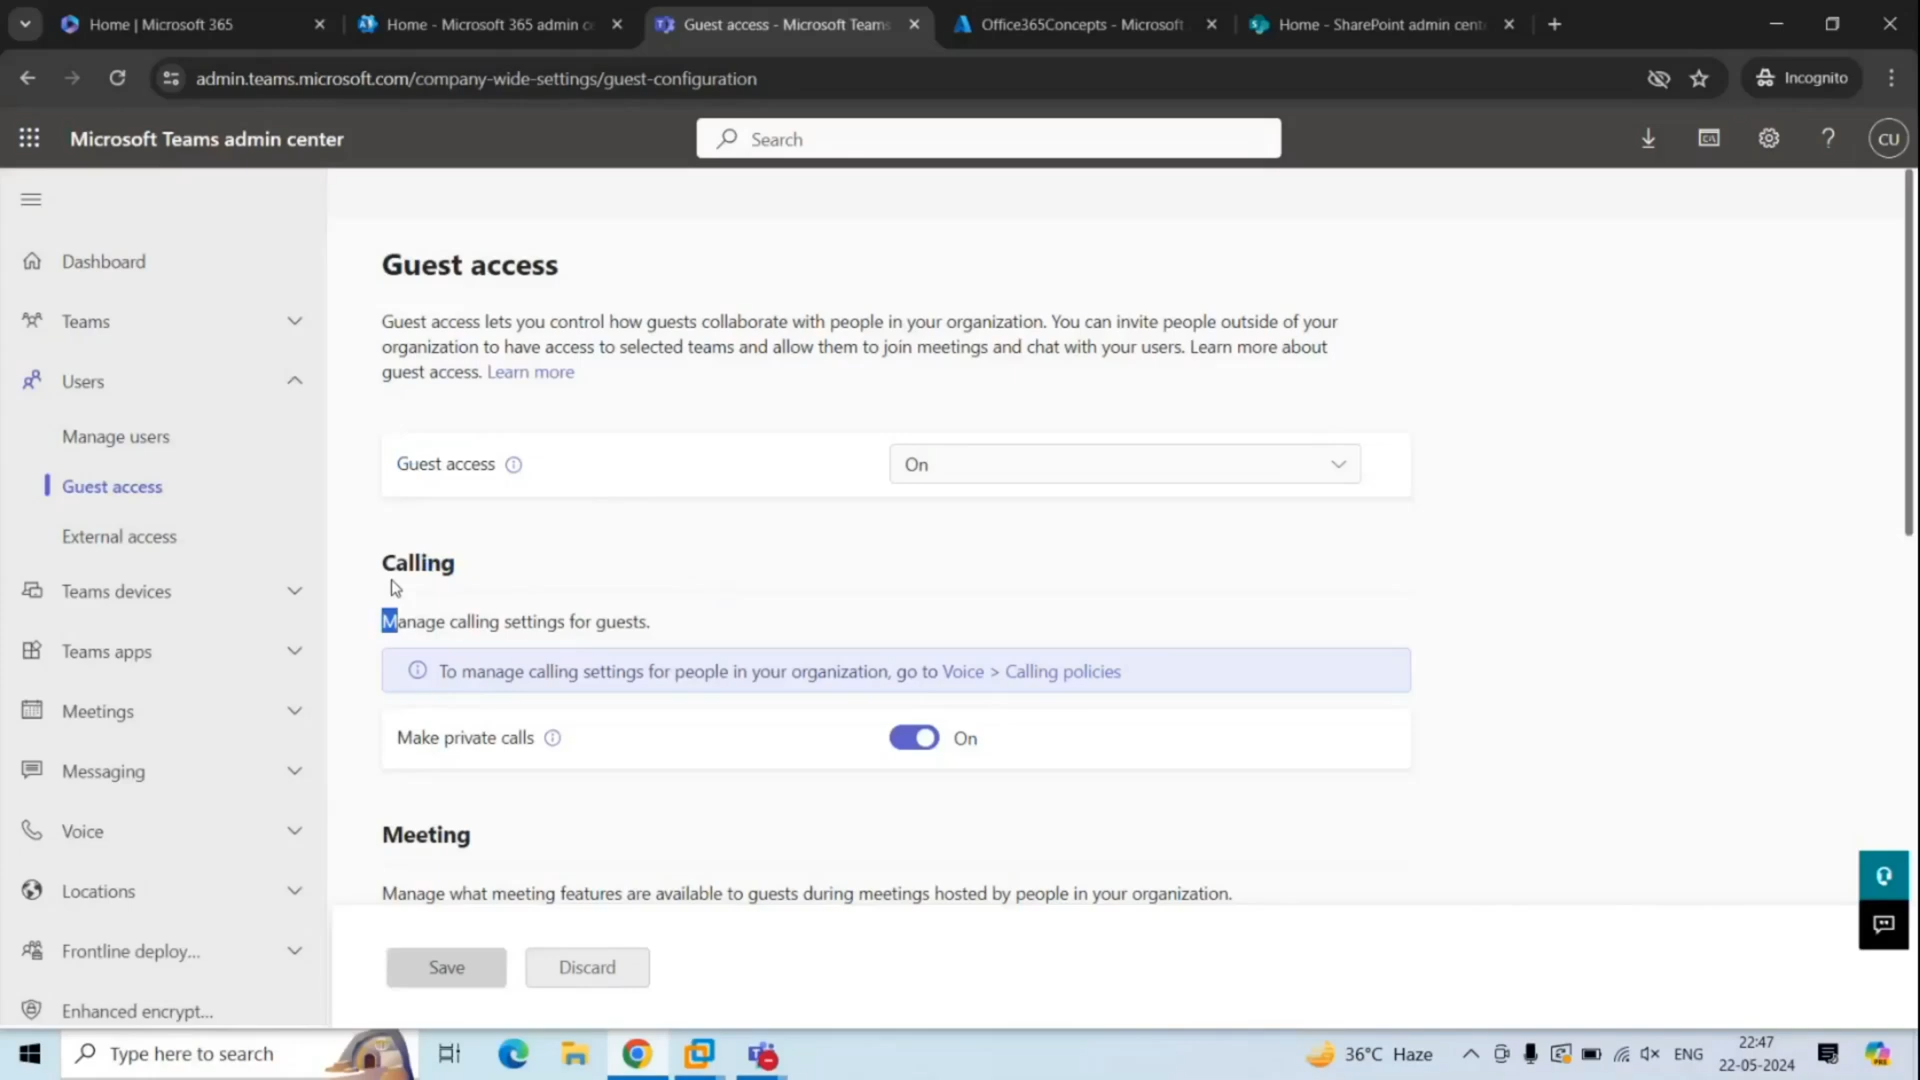 Home | Microsoft 365
Home - Microsoft 365 admin ce
Guest access - Microsoft Teams
Office365Concepts - Microsoft
Home - SharePoint admin cente
admin.teams.microsoft.com/company-wide-settings/guest-configuration
Incognito
Microsoft Teams admin center
Search
CU
Dashboard
Teams
Users
Manage users
Guest access
External access
Teams devices
Teams apps
Meetings
Messaging
Voice
Locations
Frontline deploy...
Enhanced encrypt...
Guest access
Guest access lets you control how guests collaborate with people in your organization. You can invite people outside of your
organization to have access to selected teams and allow them to join meetings and chat with your users. Learn more about
guest access. Learn more
Guest access
On
Calling
Manage calling settings for guests.
To manage calling settings for people in your organization, go to Voice > Calling policies
Make private calls
On
Meeting
Manage what meeting features are available to guests during meetings hosted by people in your organization.
Save
Discard
Type here to search
36°C Haze
ENG
22:47
22-05-2024